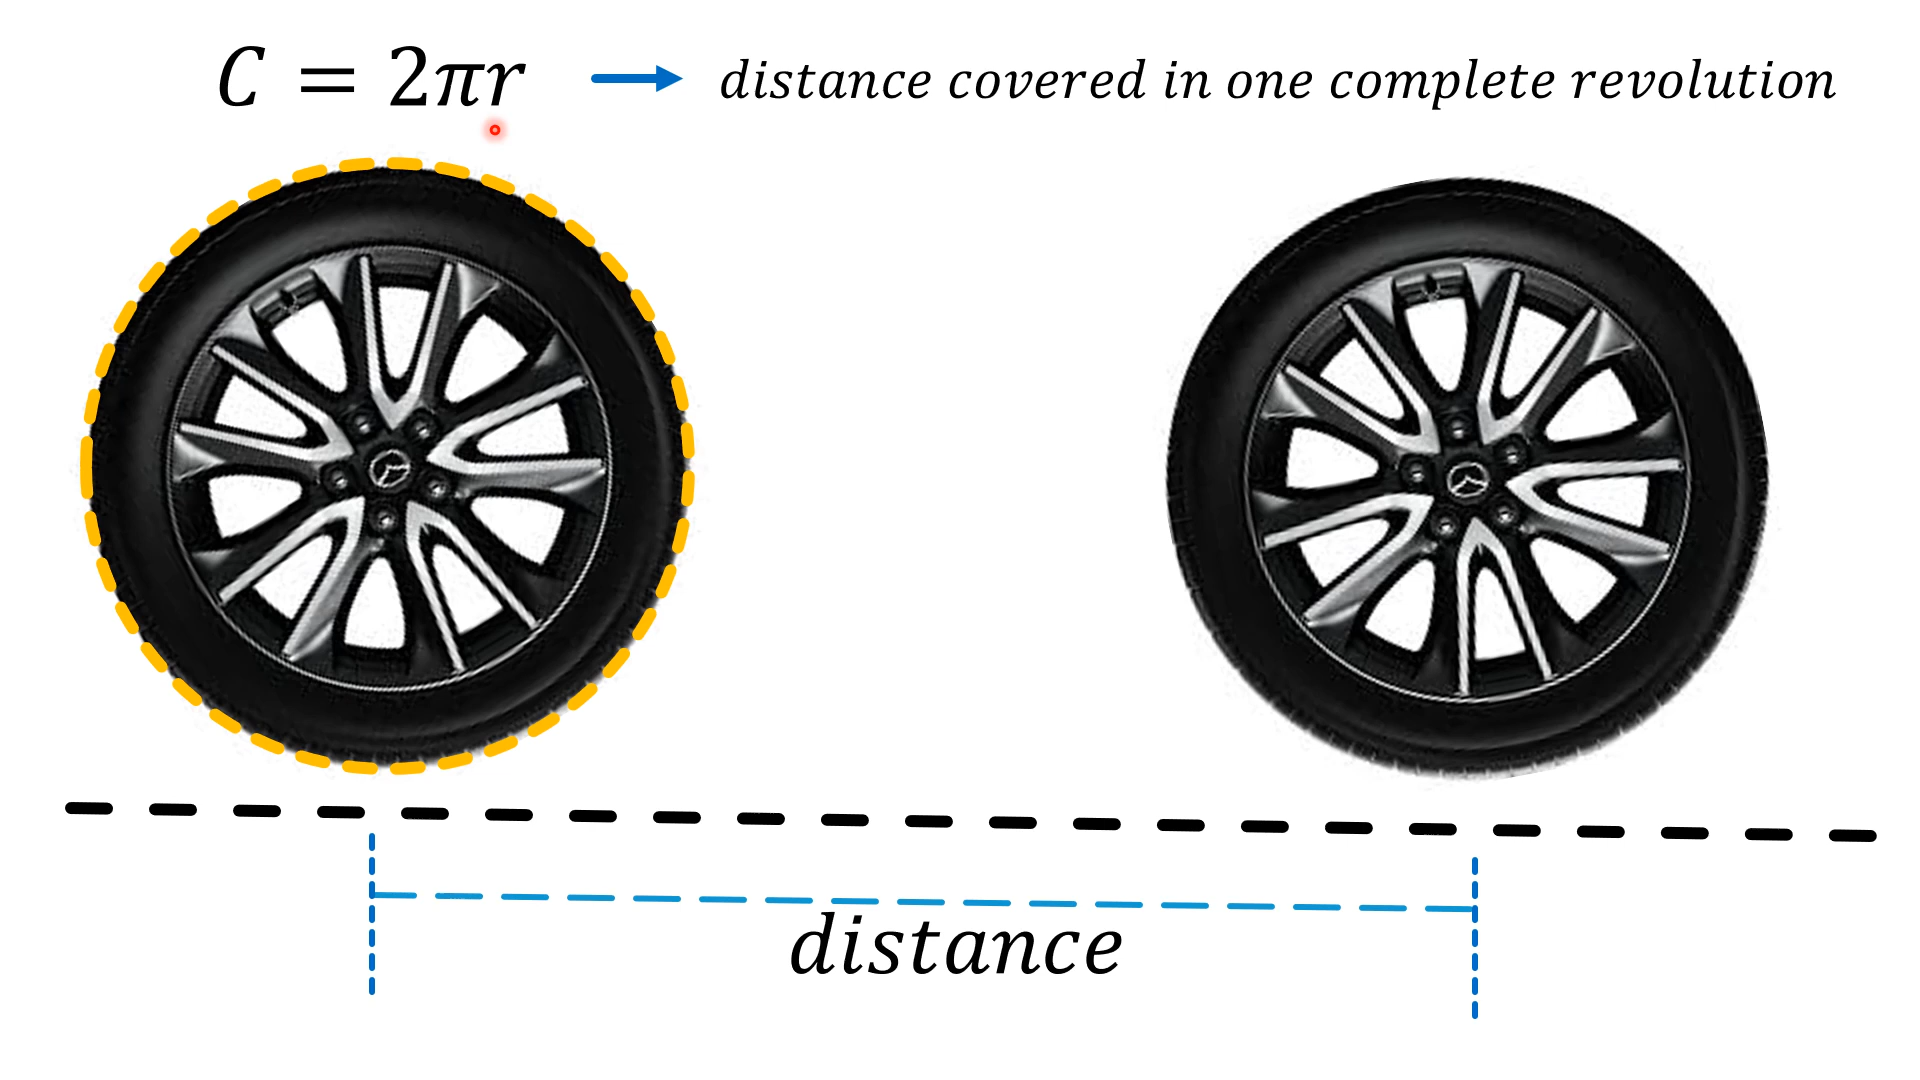 C = 2πr → distance covered in one complete revolution
distance